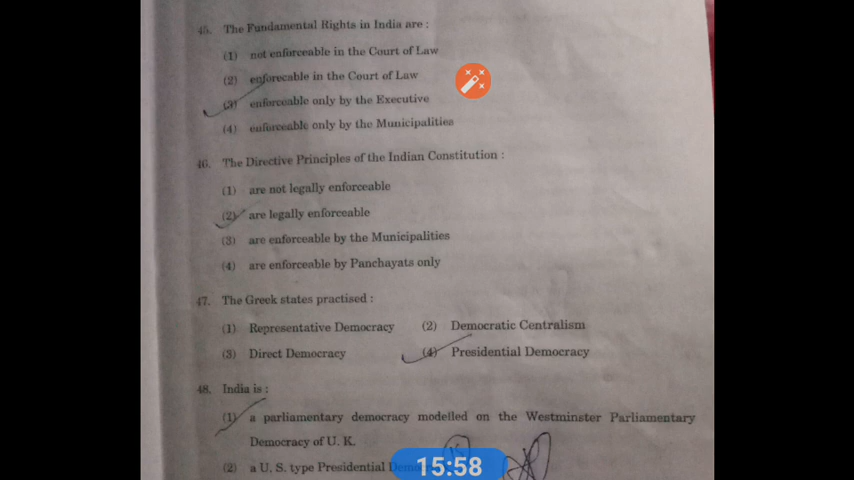 45. The Fundamental Rights in India are :
(1) not enforceable in the Court of Law
(2) enforecable in the Court of Law
(3) enforceable only by the Executive
(4) enforceable only by the Municipalities
46. The Directive Principles of the Indian Constitution :
(1) are not legally enforceable
(2) are legally enforceable
(3) are enforceable by the Municipalities
(4) are enforceable by Panchayats only
47. The Greek states practised :
(1) Representative Democracy (2) Democratic Centralism
(3) Direct Democracy (4) Presidential Democracy
48. India is :
(1) a parliamentary democracy modelled on the Westminster Parliamentary
Democracy of U. K.
(2) a U. S. type Presidential
15:58